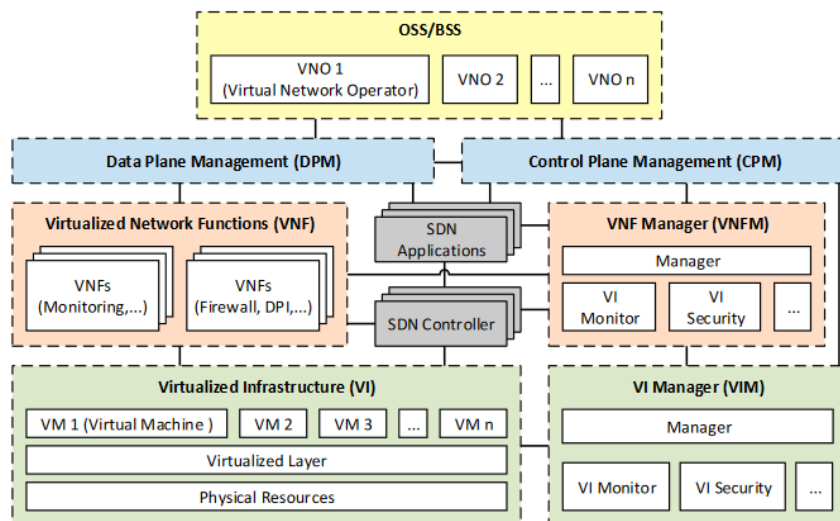 OSS/BSS
VNO 1
(Virtual Network Operator)
VNO 2
...
VNO n
Data Plane Management (DPM)
Control Plane Management (CPM)
Virtualized Network Functions (VNF)
VNFs
(Monitoring,...)
VNFs
(Firewall, DPI,...)
SDN
Applications
SDN Controller
VNF Manager (VNFM)
Manager
VI
Monitor
VI
Security
...
Virtualized Infrastructure (VI)
VM 1 (Virtual Machine )
VM 2
VM 3
...
VM n
Virtualized Layer
Physical Resources
VI Manager (VIM)
Manager
VI Monitor
VI Security
...